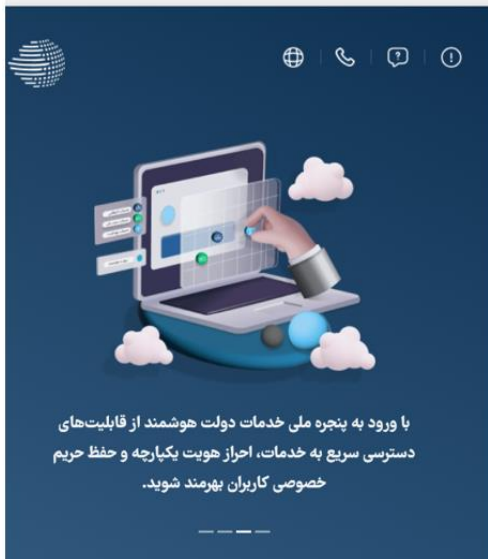 با ورود به پنجره ملی خدمات دولت هوشمند از قابلیت‌های
دسترسی سریع به خدمات، احراز هویت یکپارچه و حفظ حریم
خصوصی کاربران بهرمند شوید.